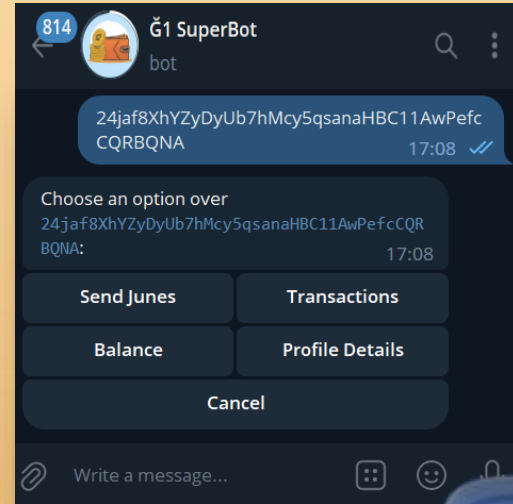 814
Ğ1 SuperBot
bot
24jaf8XhYZyDyUb7hMcy5qsanaHBC11AwPefc
CQRBQNA
17:08
Choose an option over
24jaf8XhYZyDyUb7hMcy5qsanaHBC11AwPefcCQR
BQNA:
17:08
Send Junes
Transactions
Balance
Profile Details
Cancel
Write a message...